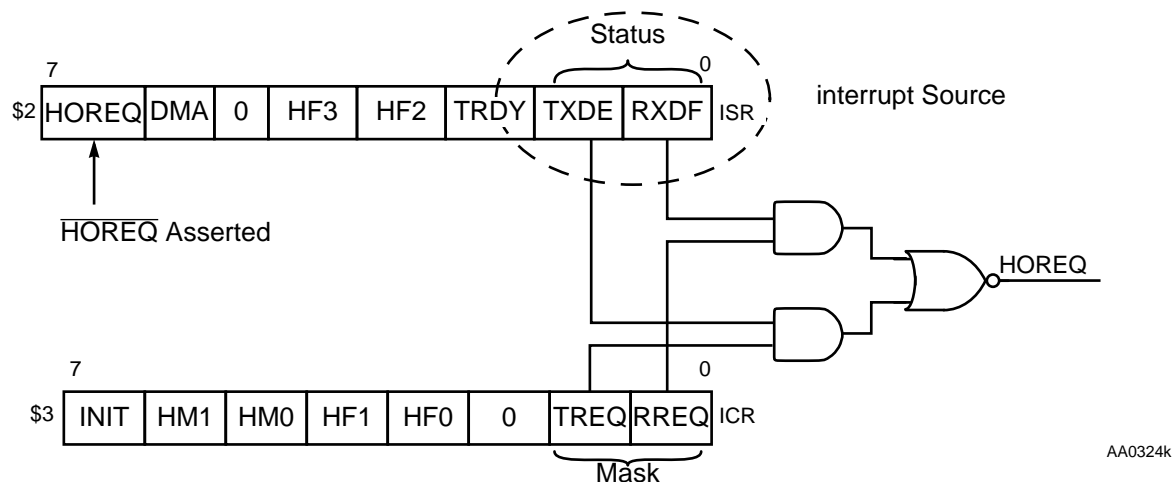 Status
7 0
$2 HOREQ DMA 0 HF3 HF2 TRDY TXDE RXDF ISR
interrupt Source
HOREQ Asserted
HOREQ
7 0
$3 INIT HM1 HM0 HF1 HF0 0 TREQ RREQ ICR
Mask
AA0324k